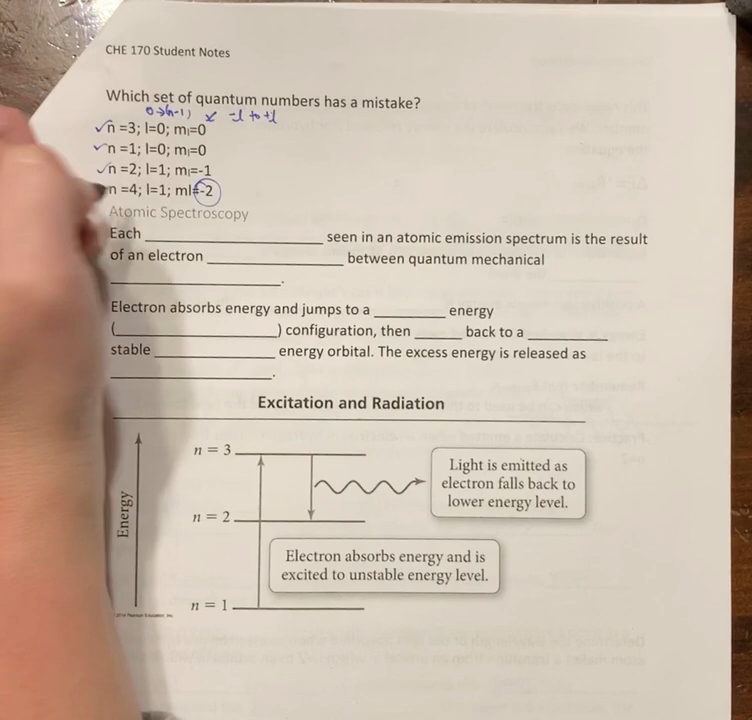 CHE 170 Student Notes
Which set of quantum numbers has a mistake?
0→(n-1) -l to +l
✓n =3; l=0; mₗ=0
✓n =1; l=0; mₗ=0
✓n =2; l=1; mₗ=-1
n =4; l=1; ml=-2
Atomic Spectroscopy
Each ____________________ seen in an atomic emission spectrum is the result
of an electron _______________ between quantum mechanical
___________________.
Electron absorbs energy and jumps to a ________ energy
(__________________) configuration, then _____ back to a _________
stable _____________ energy orbital. The excess energy is released as
__________________.
Excitation and Radiation
n = 3
Light is emitted as
electron falls back to
lower energy level.
Energy
n = 2
Electron absorbs energy and is
excited to unstable energy level.
n = 1